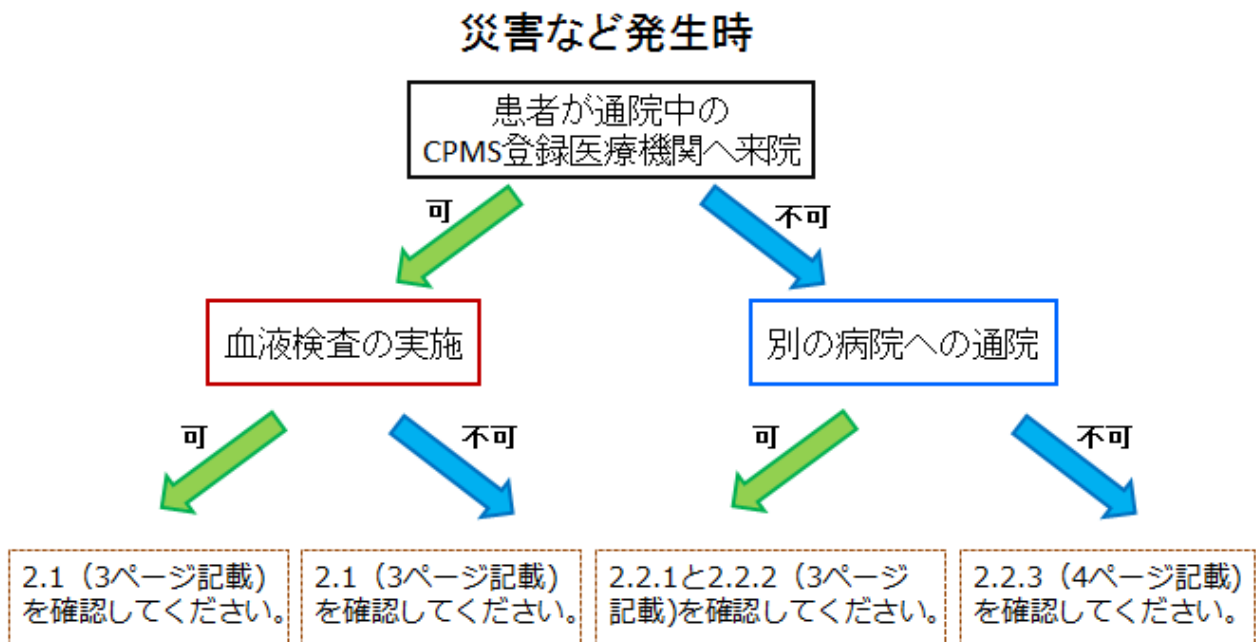 災害など発生時
患者が通院中の
CPMS登録医療機関へ来院
可
不可
血液検査の実施
別の病院への通院
可
不可
可
不可
2.1（3ページ記載)
を確認してください。
2.1（3ページ記載)
を確認してください。
2.2.1と2.2.2（3ページ
記載)を確認してください。
2.2.3（4ページ記載)
を確認してください。